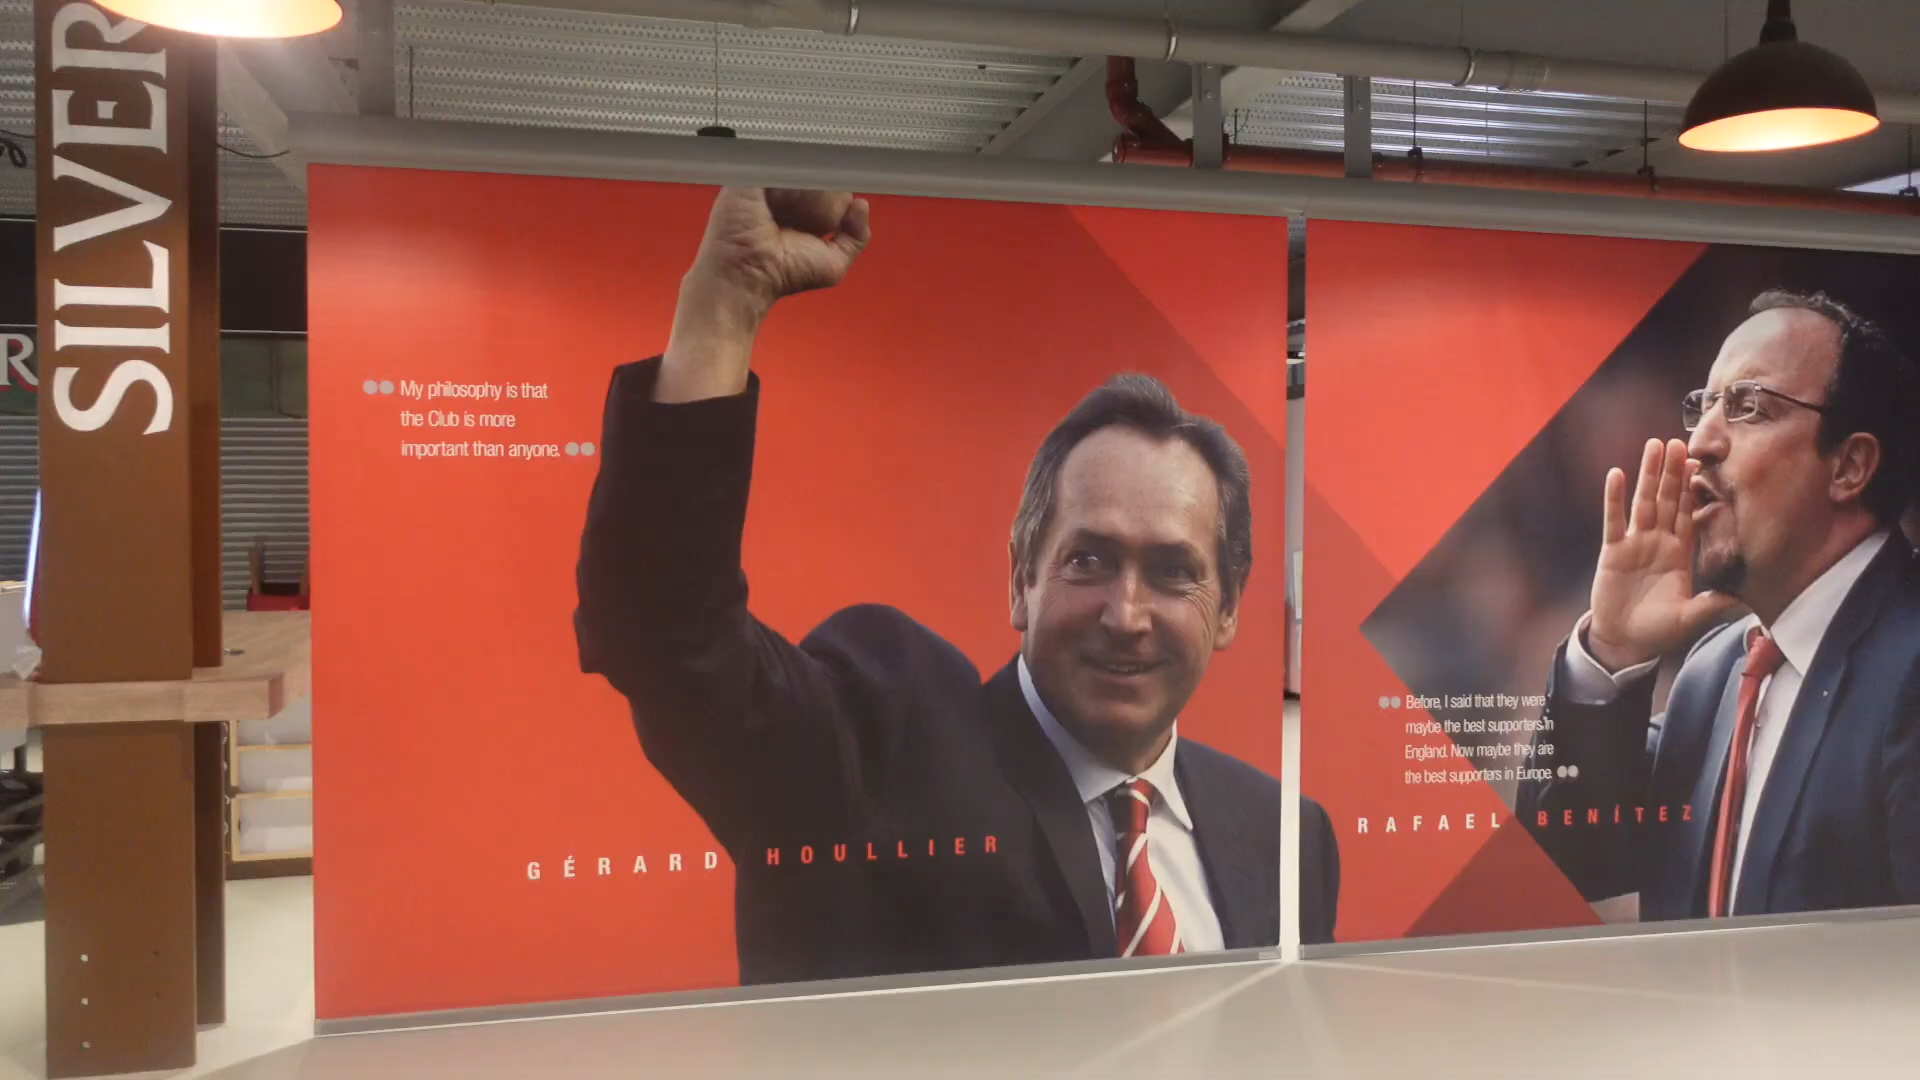 SILVER
R
My philosophy is that
the Club is more
important than anyone.
GÉRARD HOULLIER
Before, I said that they were
maybe the best supporters in
England. Now maybe they are
the best supporters in Europe.
RAFAEL BENÍTEZ